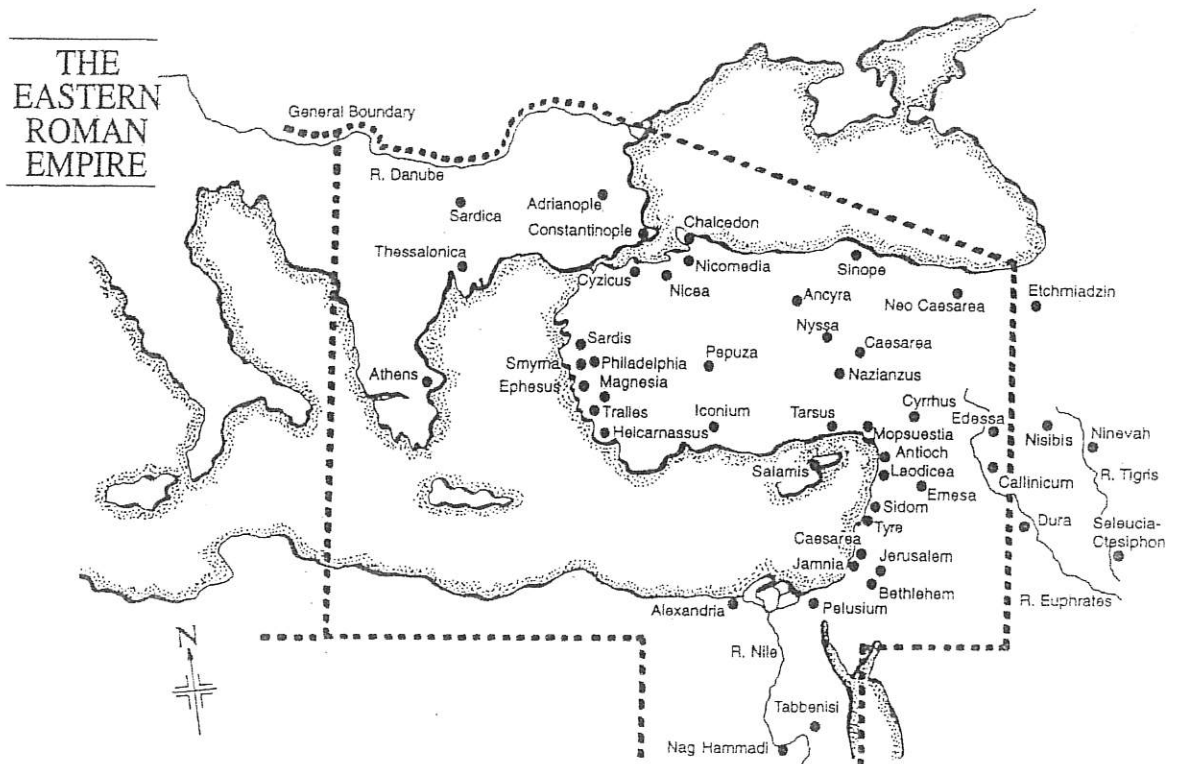 THE
EASTERN
ROMAN
EMPIRE
General Boundary
R. Danube
Sardica
Adrianople
Constantinople
Chalcedon
Thessalonica
Nicomedia
Sinope
Cyzicus
Nicea
Ancyra
Neo Caesarea
Etchmiadzin
Nyssa
Sardis
Caesarea
Smyrna
Philadelphia
Pepuza
Athens
Ephesus
Magnesia
Nazianzus
Tralles
Iconium
Tarsus
Cyrrhus
Edessa
Helcarnassus
Mopsuestia
Nisibis
Ninevah
Antioch
Salamis
Laodicea
Callinicum
R. Tigris
Emesa
Sidom
Tyre
Dura
Seleucia-
Ctesiphon
Caesarea
Jamnia
Jerusalem
Bethlehem
R. Euphrates
Alexandria
Pelusium
N
R. Nile
Tabbenisi
Nag Hammadi